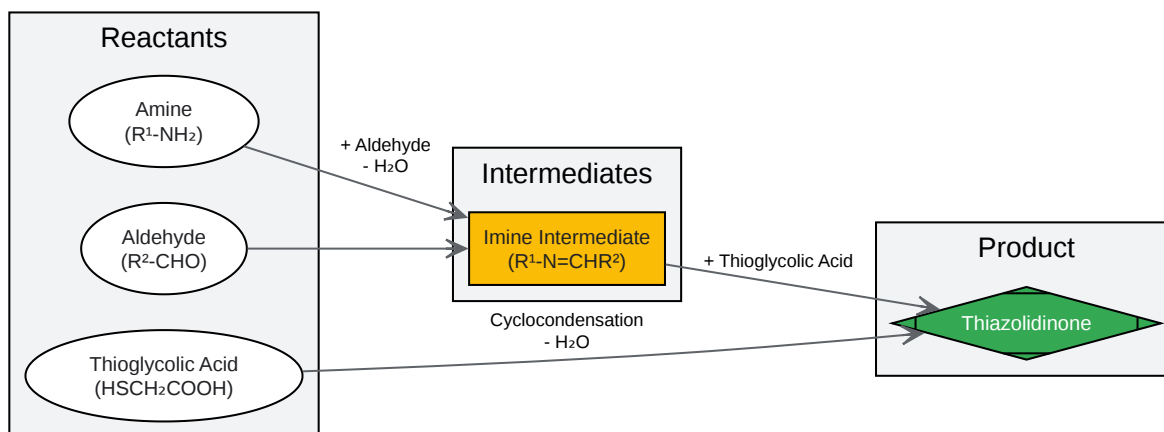 Reactants
Amine
(R¹-NH₂)
+ Aldehyde
- H₂O
Intermediates
Aldehyde
(R²-CHO)
Imine Intermediate
(R¹-N=CHR²)
+ Thioglycolic Acid
Product
Thiazolidinone
Cyclocondensation
- H₂O
Thioglycolic Acid
(HSCH₂COOH)